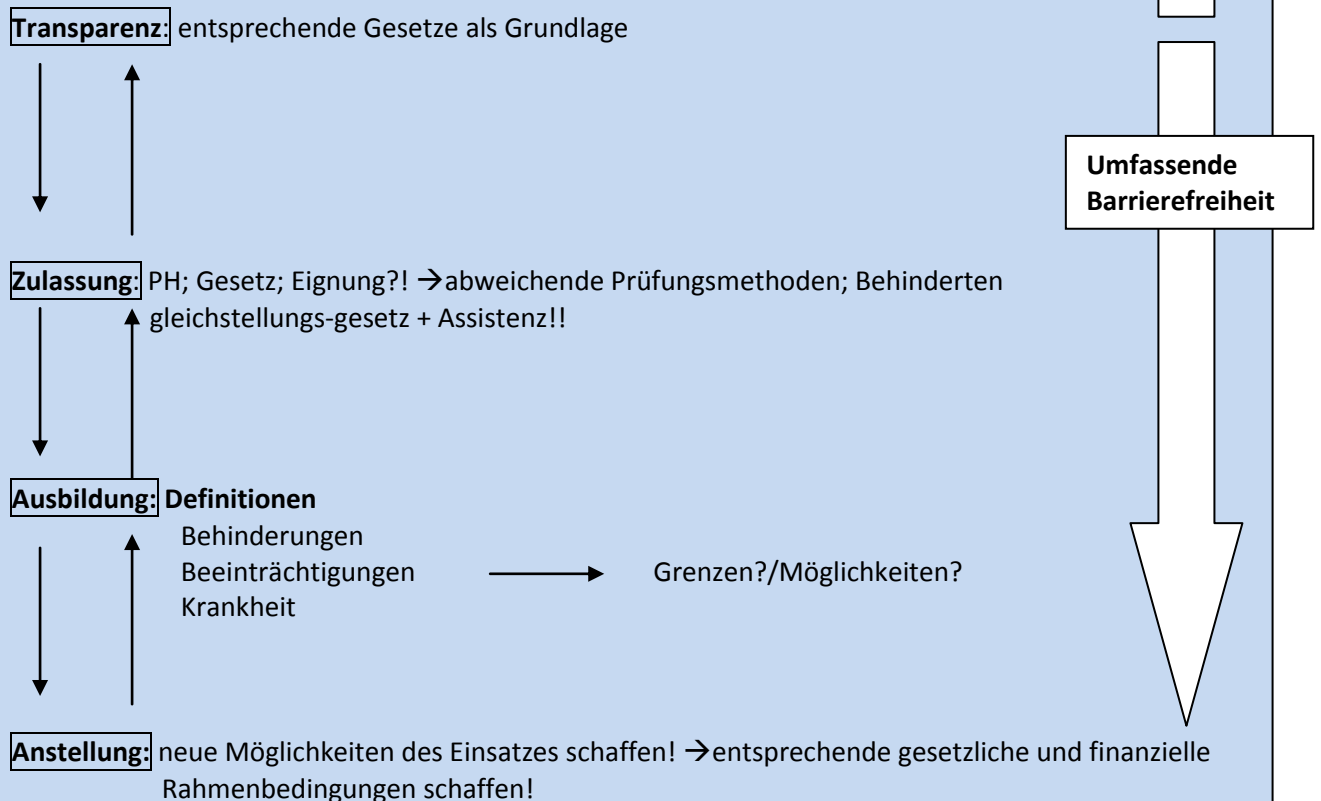 Transparenz: entsprechende Gesetze als Grundlage
Umfassende
Barrierefreiheit
Zulassung: PH; Gesetz; Eignung?! →abweichende Prüfungsmethoden; Behinderten
gleichstellungs-gesetz + Assistenz!!
Ausbildung: Definitionen
Behinderungen
Beeinträchtigungen
Grenzen?/Möglichkeiten?
Krankheit
Anstellung: neue Möglichkeiten des Einsatzes schaffen! →entsprechende gesetzliche und finanzielle
Rahmenbedingungen schaffen!